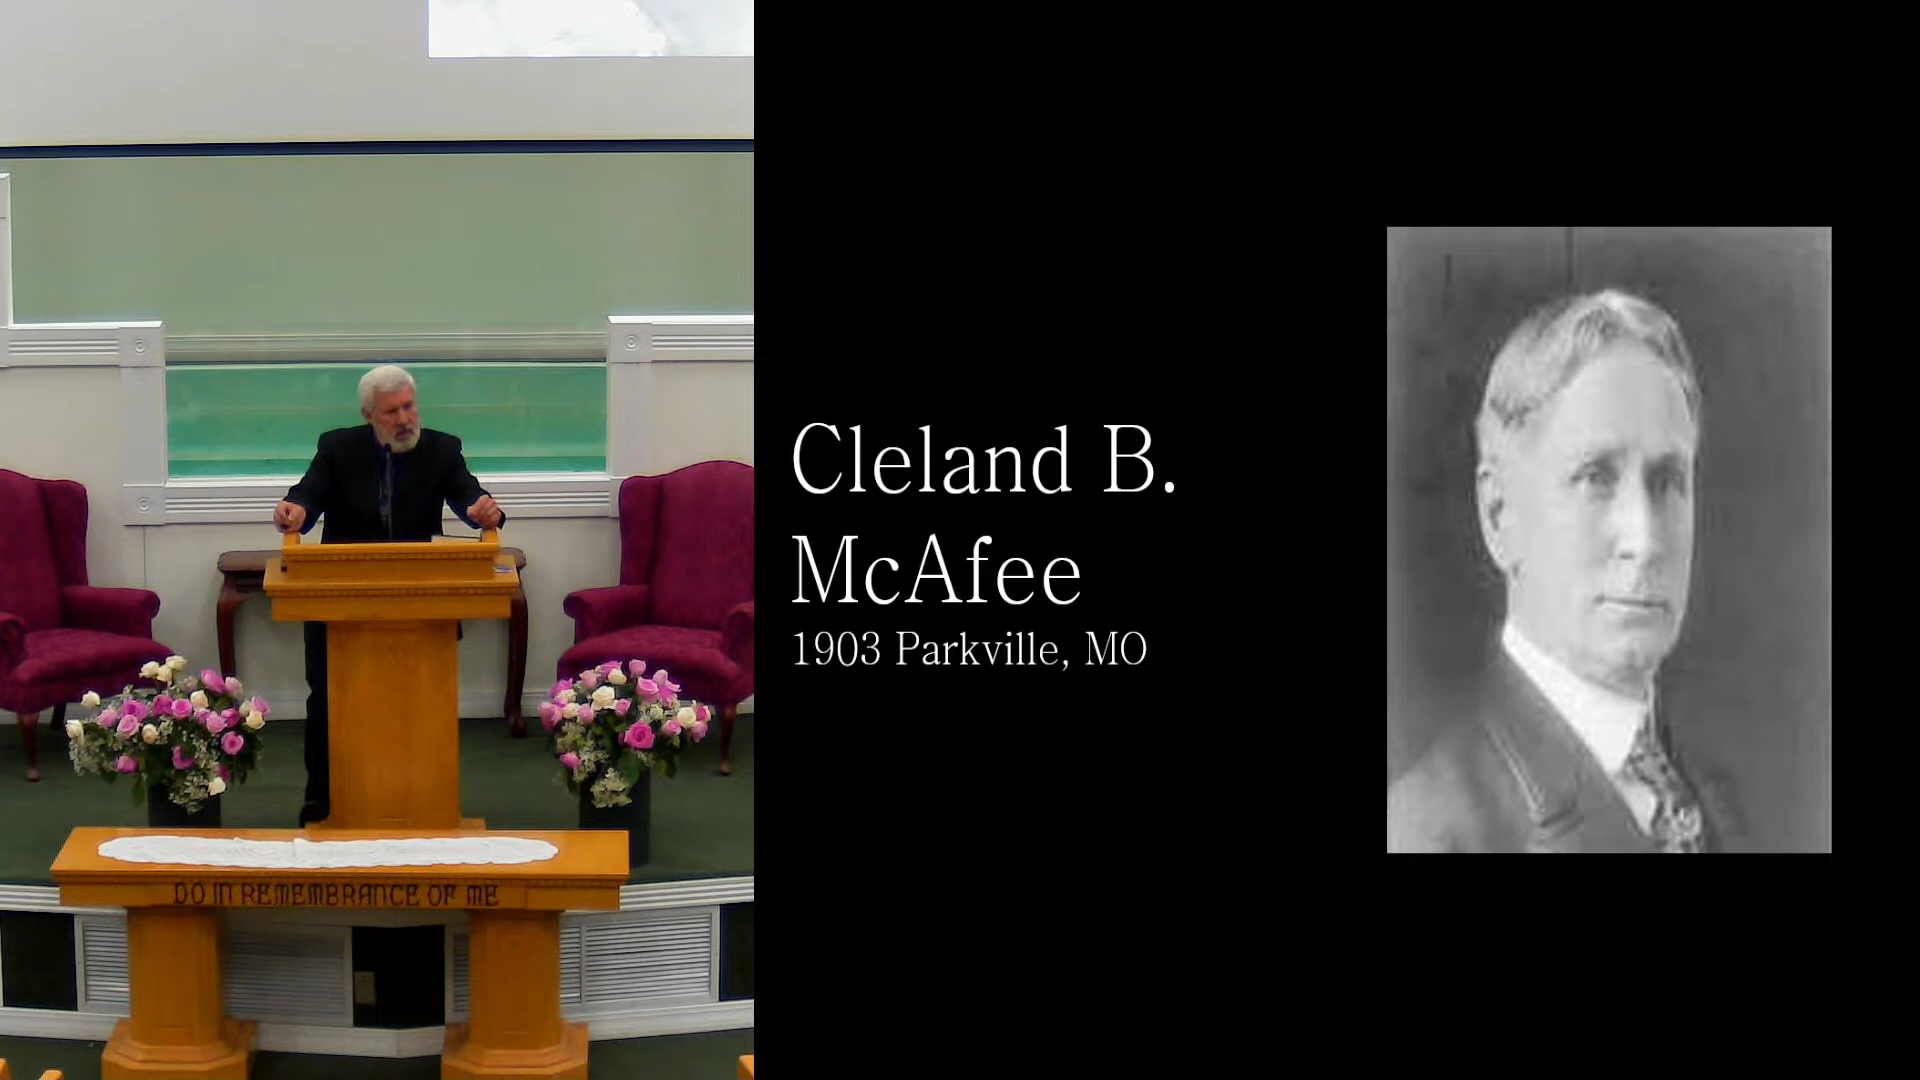 Cleland B.
McAfee
1903 Parkville, MO
DO IN REMEMBRANCE OF ME